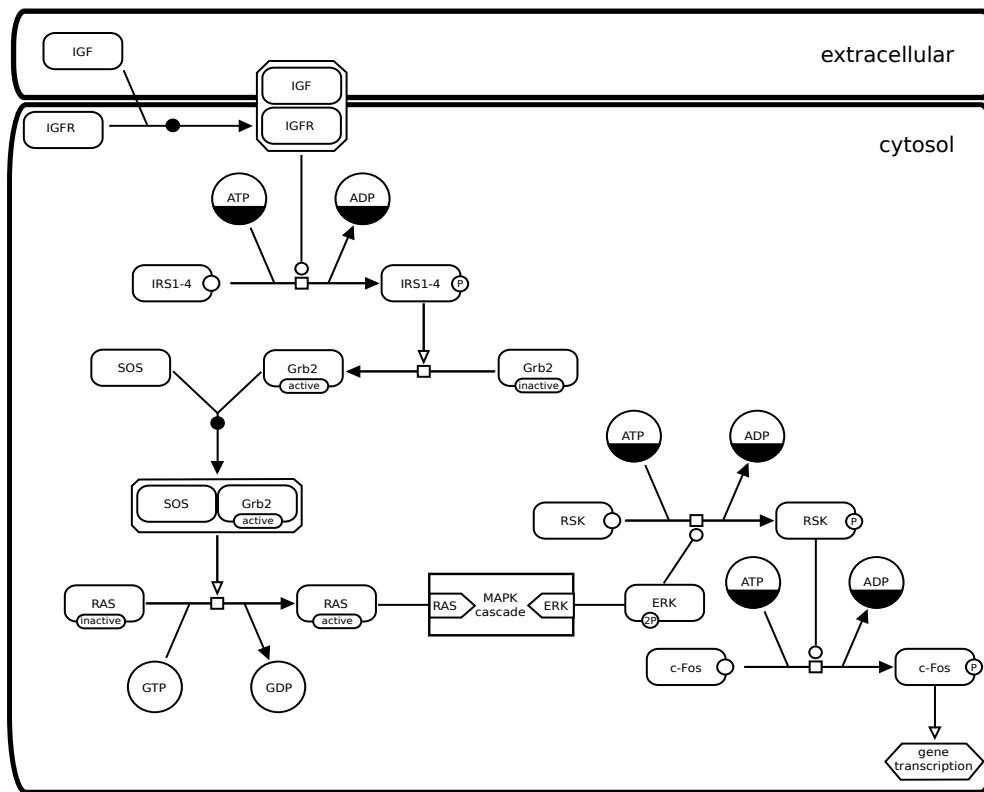 IGF
extracellular
IGF
IGFR
IGFR
cytosol
ATP
ADP
IRS1-4
IRS1-4
P
SOS
Grb2
active
Grb2
inactive
ATP
ADP
SOS
Grb2
active
RSK
RSK
P
ATP
ADP
RAS
inactive
RAS
active
RAS
MAPK
cascade
ERK
ERK
2P
GTP
GDP
c-Fos
c-Fos
P
gene
transcription